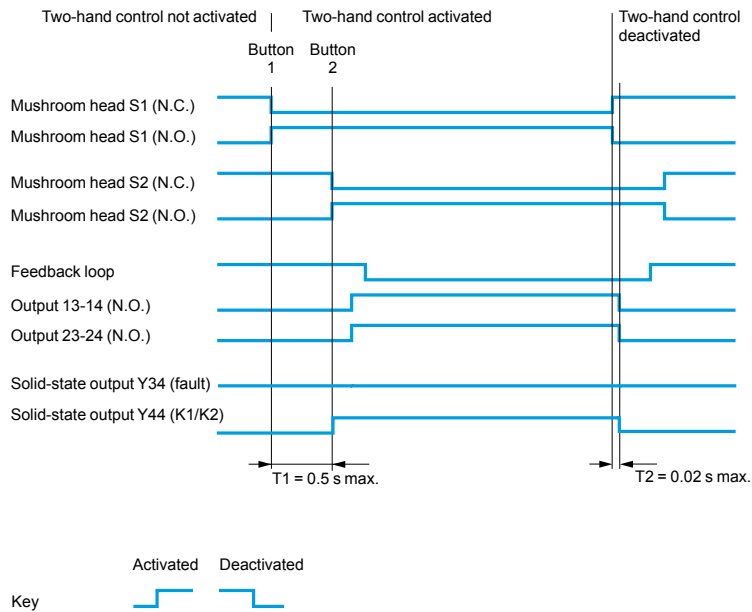 Two-hand control not activated
Two-hand control activated
Two-hand control
deactivated
Button
1
Button
2
Mushroom head S1 (N.C.)
Mushroom head S1 (N.O.)
Mushroom head S2 (N.C.)
Mushroom head S2 (N.O.)
Feedback loop
Output 13-14 (N.O.)
Output 23-24 (N.O.)
Solid-state output Y34 (fault)
Solid-state output Y44 (K1/K2)
T1 = 0.5 s max.
T2 = 0.02 s max.
Activated
Deactivated
Key